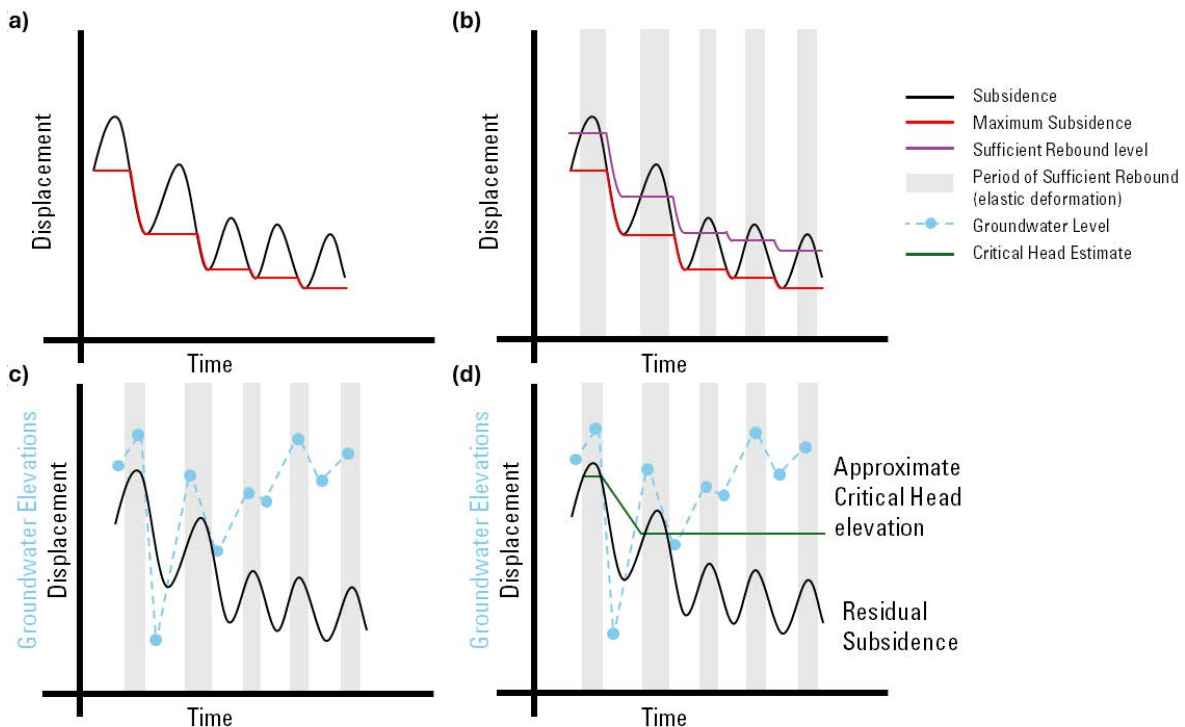 a)
Displacement
Time
(b)
Displacement
Time
Subsidence
Maximum Subsidence
Sufficient Rebound level
Period of Sufficient Rebound
(elastic deformation)
Groundwater Level
Critical Head Estimate
c)
Groundwater Elevations
Displacement
Time
(d)
Groundwater Elevations
Displacement
Time
Approximate
Critical Head
elevation
Residual
Subsidence